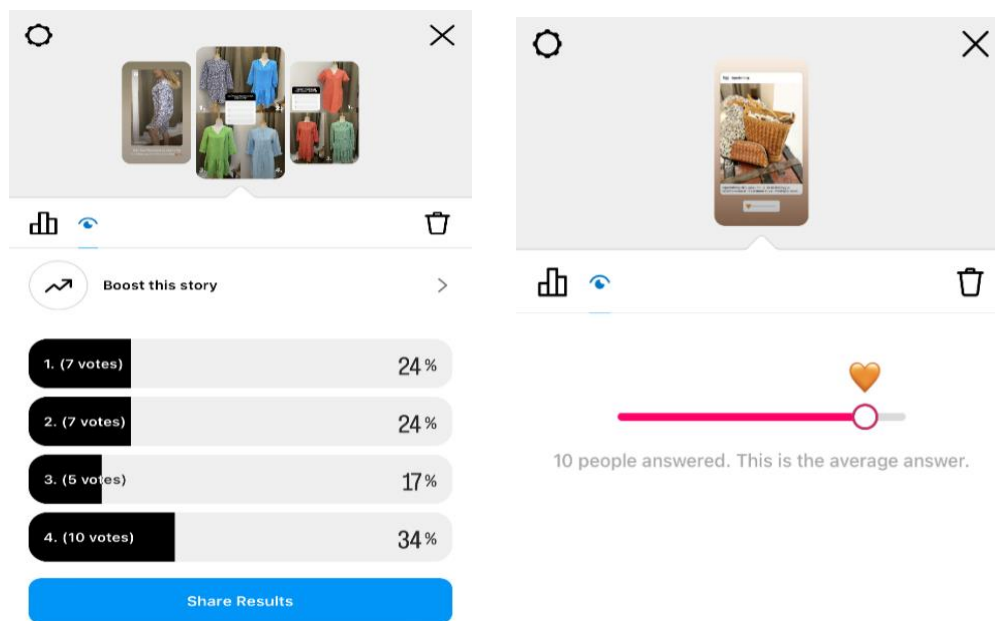 Boost this story
1. (7 votes) 24%
2. (7 votes) 24%
3. (5 votes) 17%
4. (10 votes) 34%
Share Results
10 people answered. This is the average answer.